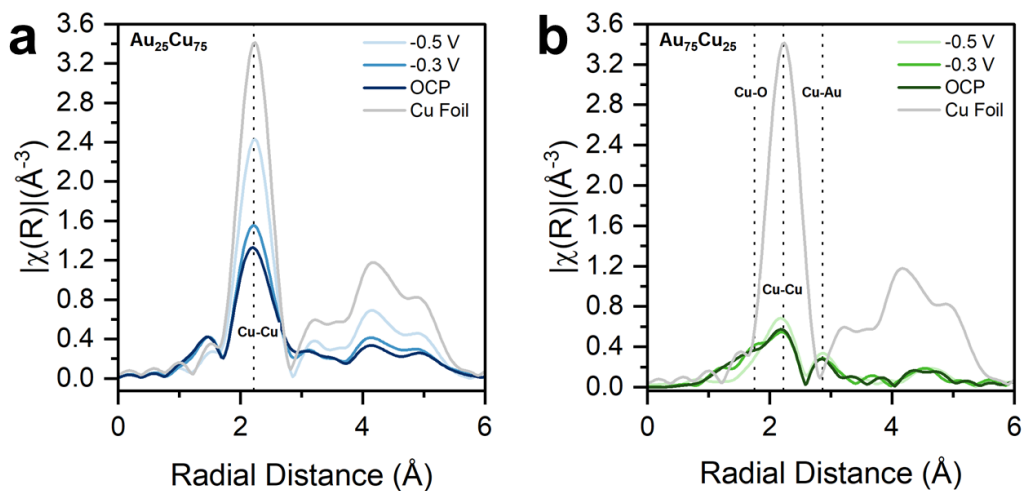 a
Au25Cu75
-0.5 V
-0.3 V
OCP
Cu Foil
Cu-Cu
|χ(R)|(Å-3)
3.6
3.2
2.8
2.4
2.0
1.6
1.2
0.8
0.4
0.0
0 2 4 6
Radial Distance (Å)
b
Au75Cu25
-0.5 V
-0.3 V
OCP
Cu Foil
Cu-O
Cu-Au
Cu-Cu
|χ(R)|(Å-3)
3.6
3.2
2.8
2.4
2.0
1.6
1.2
0.8
0.4
0.0
0 2 4 6
Radial Distance (Å)